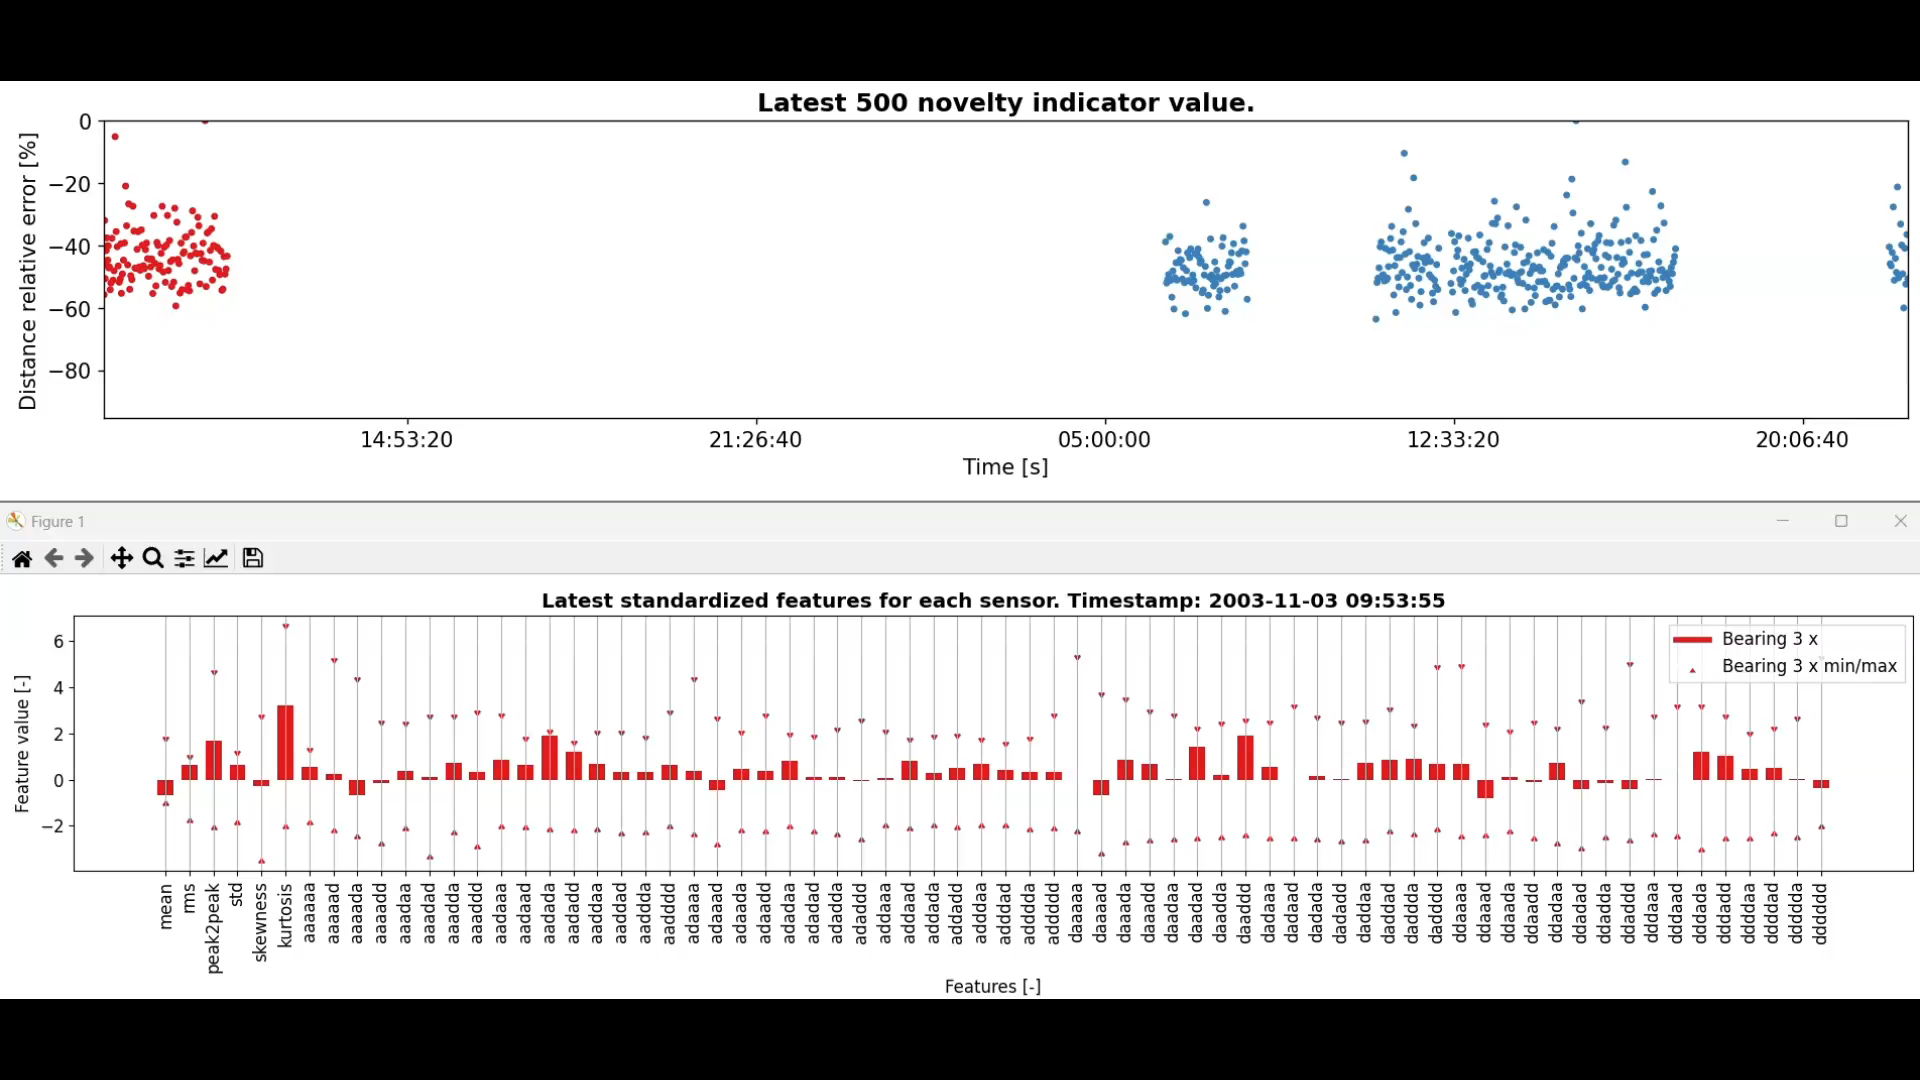 Latest 500 novelty indicator value.
Distance relative error [%]
0
−20
−40
−60
−80
14:53:20
21:26:40
05:00:00
12:33:20
20:06:40
Time [s]
Figure 1
Latest standardized features for each sensor. Timestamp: 2003-11-03 09:53:55
Bearing 3 x
Bearing 3 x min/max
Feature value [-]
6
4
2
0
−2
mean
rms
peak2peak
std
skewness
kurtosis
aaaaaa
aaaaad
aaaada
aaaadd
aaadaa
aaadad
aaadda
aaaddd
aadaaa
aadaad
aadada
aadadd
aaddaa
aaddad
aaddda
aadddd
adaaaa
adaaad
adaada
adaadd
adadaa
adadad
adadda
adaddd
addaaa
addaad
addada
addadd
adddaa
adddad
adddda
addddd
daaaaa
daaaad
daaada
daaadd
daadaa
daadad
daadda
daaddd
dadaaa
dadaad
dadada
dadadd
daddaa
daddad
daddda
dadddd
ddaaaa
ddaaad
ddaada
ddaadd
ddadaa
ddadad
ddadda
ddaddd
dddaaa
dddaad
dddada
dddadd
ddddaa
ddddad
ddddda
dddddd
Features [-]